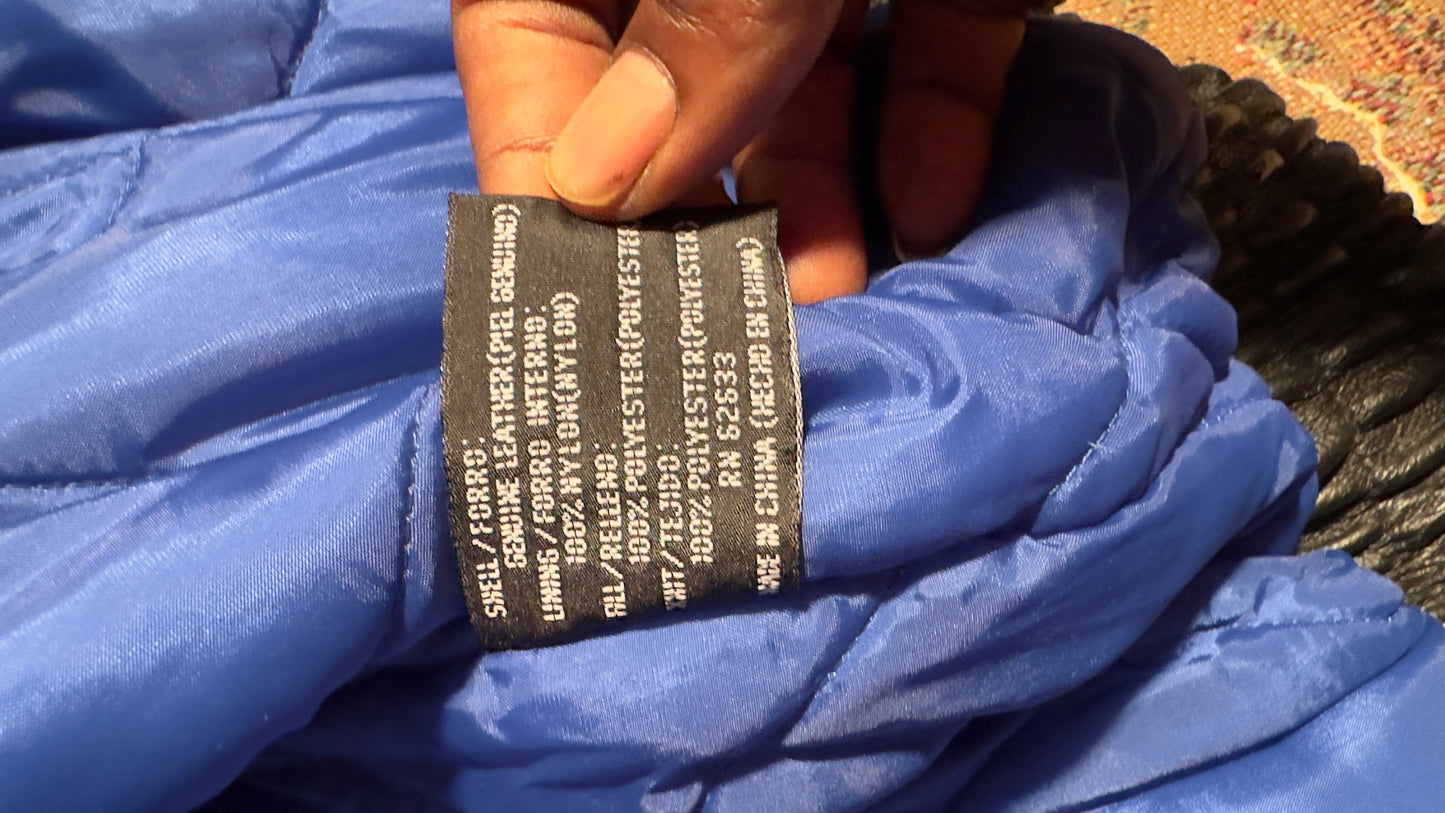 SHELL/FORRO:
GENUINE LEATHER(PIEL GENUINO)
LINING/FORRO INTERNO:
100% NYLON(NYLON)
FILL/RELLENO:
100% POLYESTER(POLYESTER
KNIT/TEJIDO:
100% POLYESTER(POLYESTER)
RN 62633
MADE IN CHINA (HECHO EN CHINA)